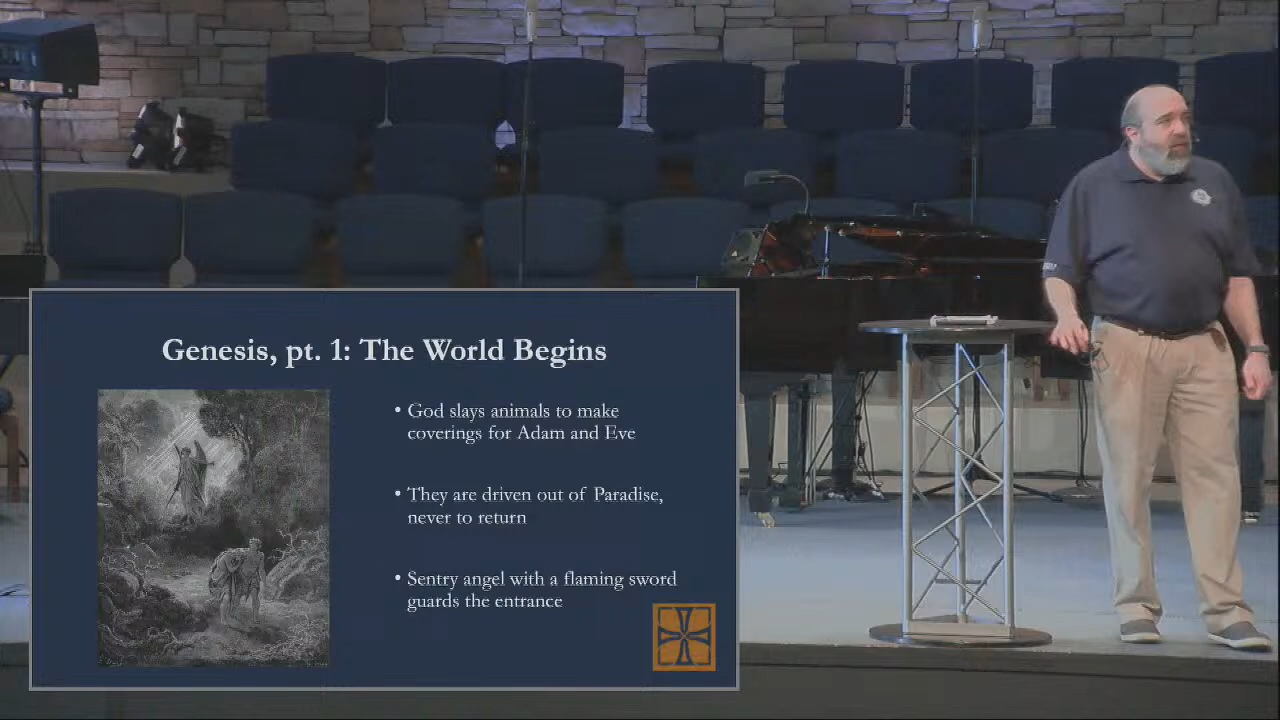 Genesis, pt. 1: The World Begins
• God slays animals to make
coverings for Adam and Eve
• They are driven out of Paradise,
never to return
• Sentry angel with a flaming sword
guards the entrance